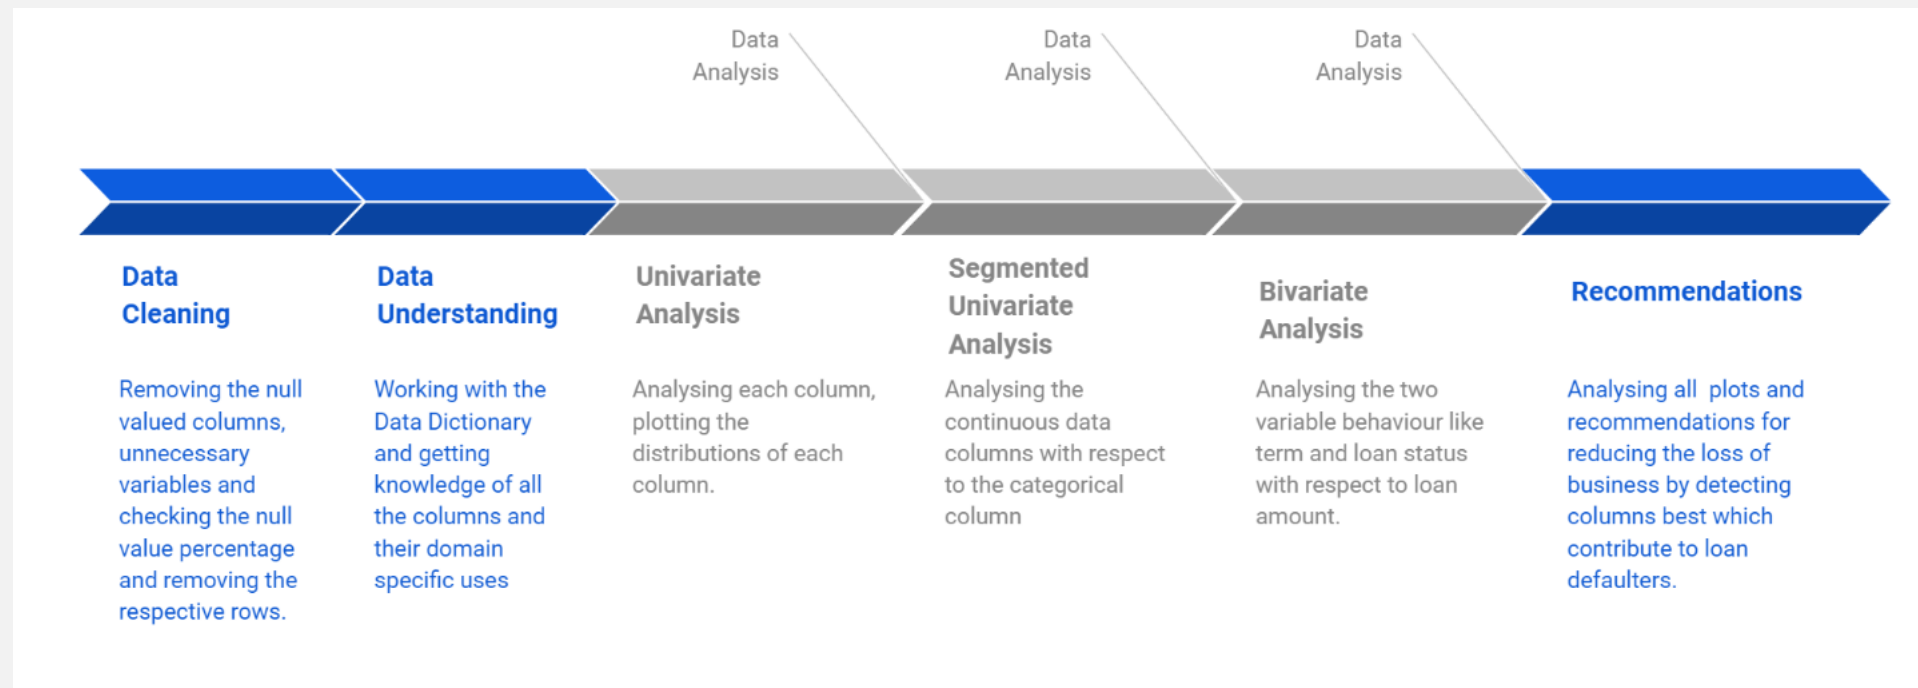 Data
Analysis
Data
Analysis
Data
Analysis
Data
Cleaning
Removing the null
valued columns,
unnecessary
variables and
checking the null
value percentage
and removing the
respective rows.
Data
Understanding
Working with the
Data Dictionary
and getting
knowledge of all
the columns and
their domain
specific uses
Univariate
Analysis
Analysing each column,
plotting the
distributions of each
column.
Segmented
Univariate
Analysis
Analysing the
continuous data
columns with respect
to the categorical
column
Bivariate
Analysis
Analysing the two
variable behaviour like
term and loan status
with respect to loan
amount.
Recommendations
Analysing all  plots and
recommendations for
reducing the loss of
business by detecting
columns best which
contribute to loan
defaulters.